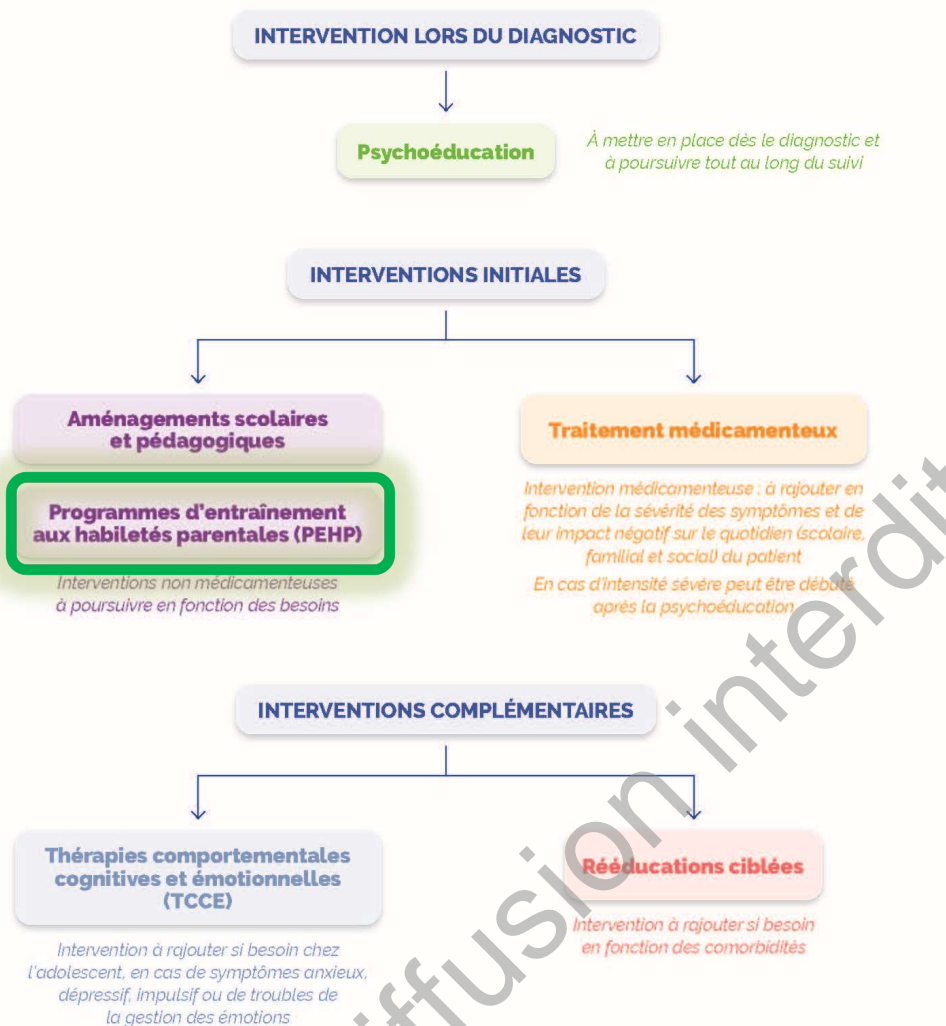 INTERVENTION LORS DU DIAGNOSTIC
Psychoéducation
À mettre en place dès le diagnostic et
à poursuivre tout au long du suivi
INTERVENTIONS INITIALES
Aménagements scolaires
et pédagogiques
Programmes d'entraînement
aux habiletés parentales (PEHP)
Interventions non médicamenteuses
à poursuivre en fonction des besoins
Traitement médicamenteux
Intervention médicamenteuse : à rajouter en
fonction de la sévérité des symptômes et de
leur impact négatif sur le quotidien (scolaire,
familial et social) du patient
En cas d'intensité sévère peut être débuté
après la psychoéducation
INTERVENTIONS COMPLÉMENTAIRES
Thérapies comportementales
cognitives et émotionnelles
(TCCE)
Intervention à rajouter si besoin chez
l'adolescent, en cas de symptômes anxieux,
dépressif, impulsif ou de troubles de
la gestion des émotions
Rééducations ciblées
Intervention à rajouter si besoin
en fonction des comorbidités
iffusion interdit